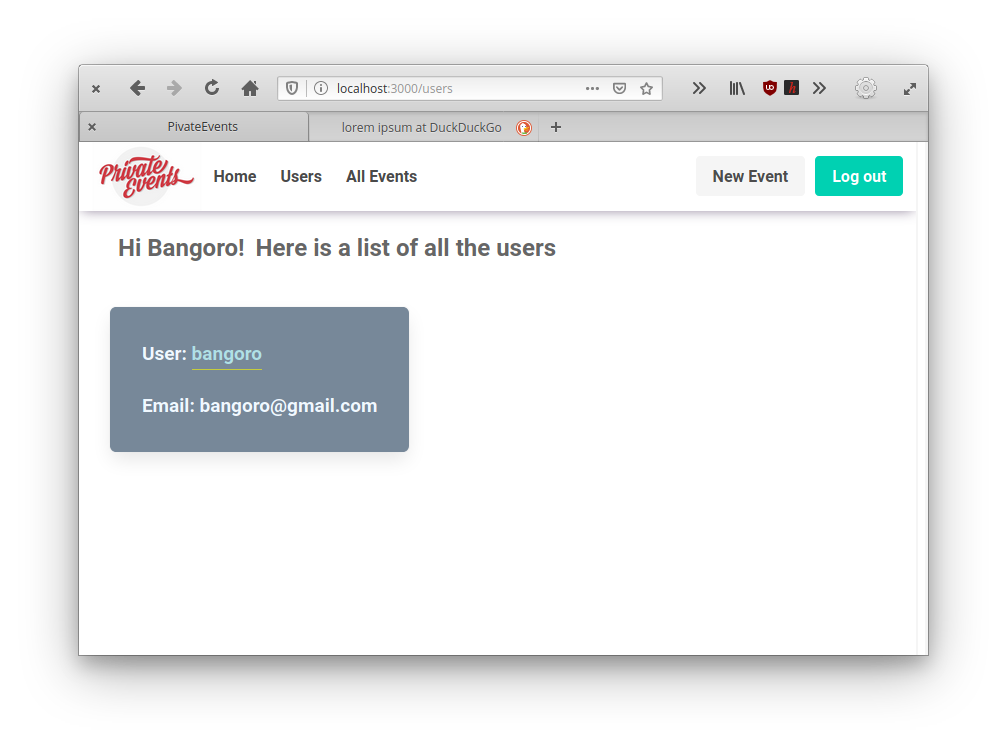 localhost:3000/users
PivateEvents
lorem ipsum at DuckDuckGo
Private Events
Home Users All Events New Event Log out
Hi Bangoro! Here is a list of all the users
User: bangoro
Email: bangoro@gmail.com